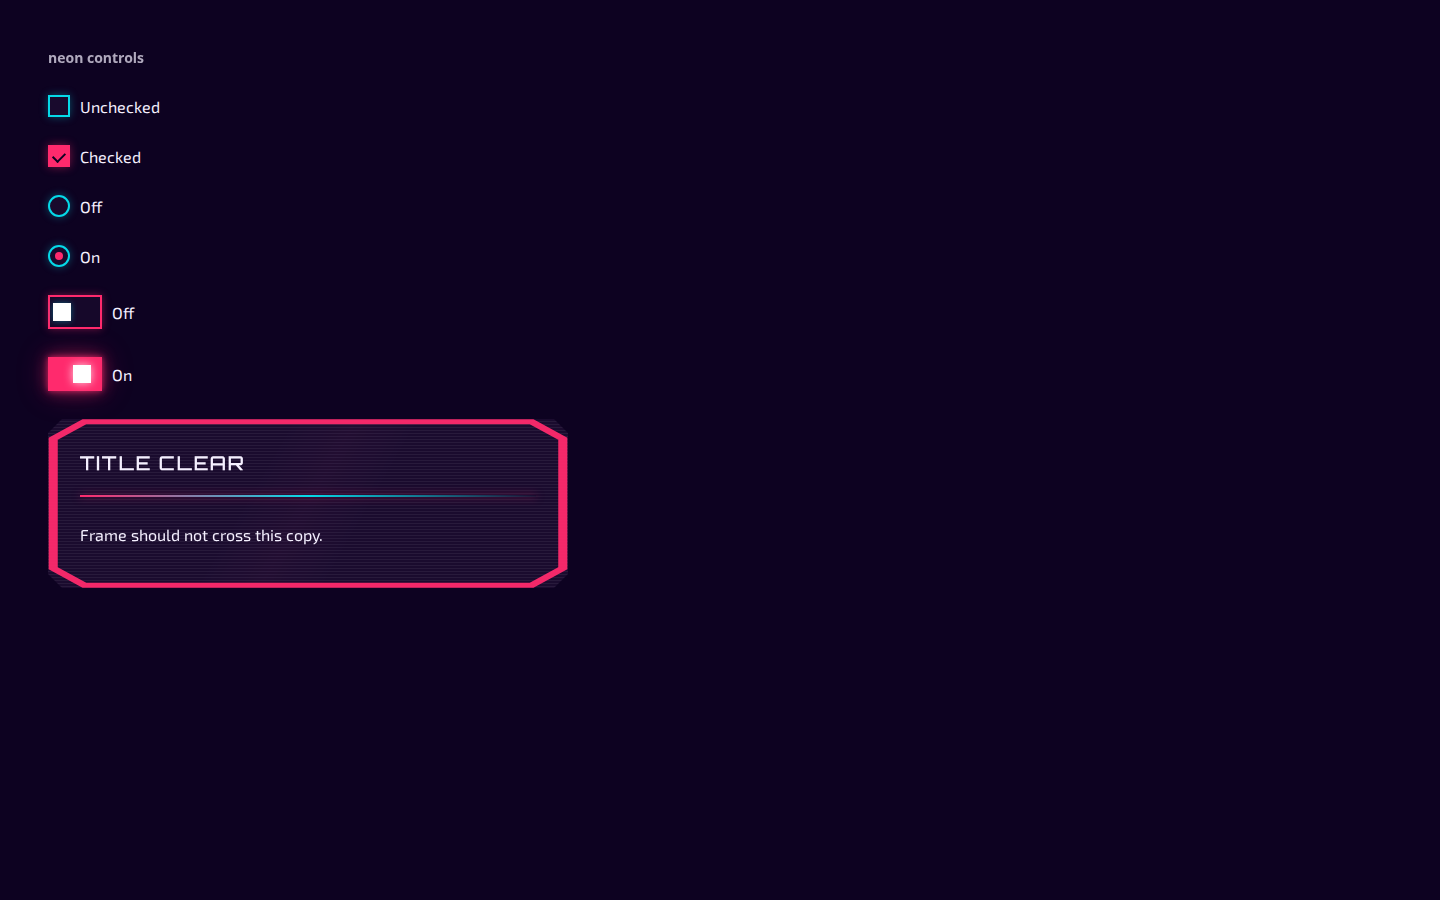 neon controls
Unchecked
Checked
Off
On
Off
On
TITLE CLEAR
Frame should not cross this copy.